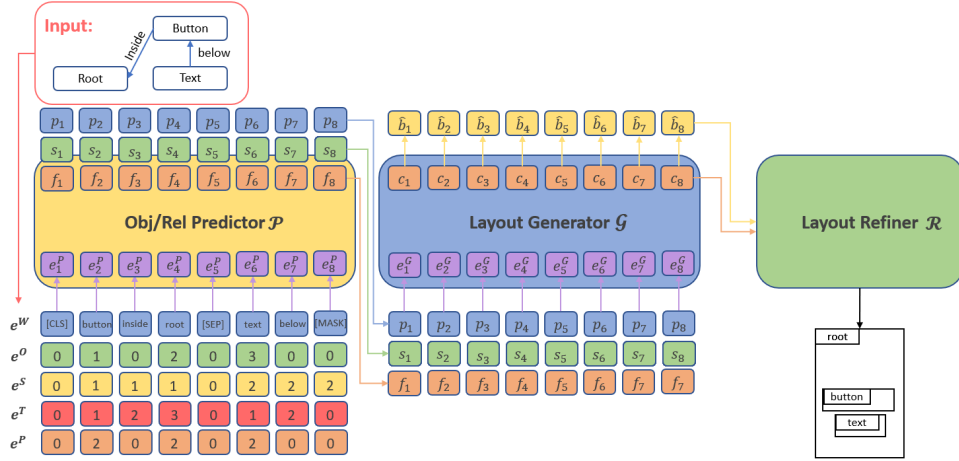 Input:
Button
Inside
below
Root
Text
p₁ p₂ p₃ p₄ p₅ p₆ p₇ p₈
s₁ s₂ s₃ s₄ s₅ s₆ s₇ s₈
f₁ f₂ f₃ f₄ f₅ f₆ f₇ f₈
Obj/Rel Predictor 𝒫
e₁ᴾ e₂ᴾ e₃ᴾ e₄ᴾ e₅ᴾ e₆ᴾ e₇ᴾ e₈ᴾ
eᵂ [CLS] button inside root [SEP] text below [MASK]
eᴼ 0 1 0 2 0 3 0 0
eˢ 0 1 1 1 0 2 2 2
eᵀ 0 1 2 3 0 1 2 0
eᴾ 0 2 0 2 0 0 0 0
b̂₁ b̂₂ b̂₃ b̂₄ b̂₅ b̂₆ b̂₇ b̂₈
c₁ c₂ c₃ c₄ c₅ c₆ c₇ c₈
Layout Generator 𝒢
e₁ᴳ e₂ᴳ e₃ᴳ e₄ᴳ e₅ᴳ e₆ᴳ e₇ᴳ e₈ᴳ
p₁ p₂ p₃ p₄ p₅ p₆ p₇ p₈
s₁ s₂ s₃ s₄ s₅ s₆ s₇ s₈
f₁ f₂ f₃ f₄ f₅ f₆ f₇ f₇
Layout Refiner ℛ
root
button
text